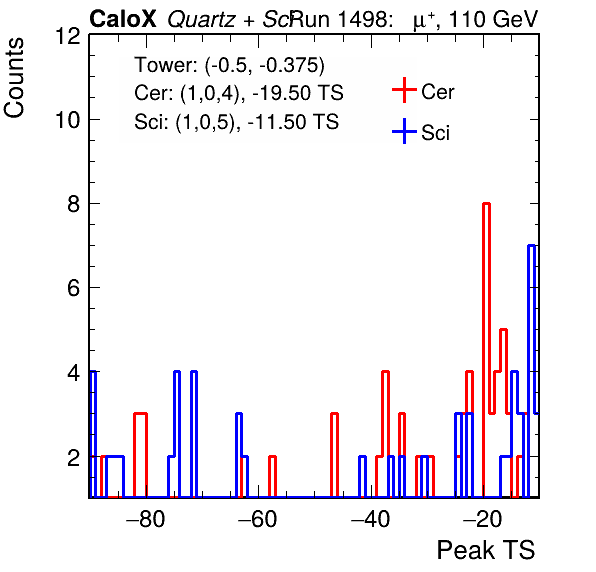 CaloX Quartz + Sci Run 1498: μ⁺, 110 GeV
Counts
12
10
8
6
4
2
Tower: (-0.5, -0.375)
Cer: (1,0,4), -19.50 TS
Sci: (1,0,5), -11.50 TS
Cer
Sci
−80 −60 −40 −20
Peak TS